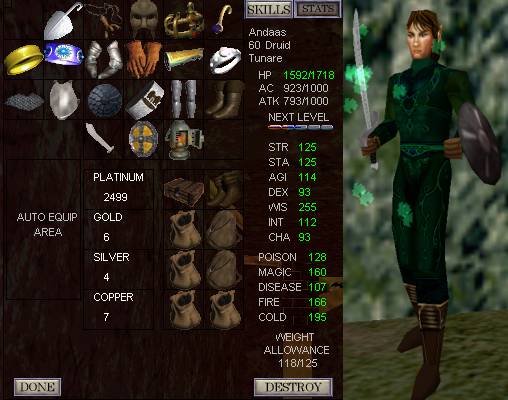 SKILLS STATS
Andaas
60 Druid
Tunare
HP 1592/1718
AC 923/1000
ATK 793/1000
NEXT LEVEL
STR 125
STA 125
AGI 114
DEX 93
WIS 255
INT 112
CHA 93
POISON 128
MAGIC 160
DISEASE 107
FIRE 166
COLD 195
WEIGHT
ALLOWANCE
118/125
PLATINUM
2499
GOLD
6
SILVER
4
COPPER
7
AUTO EQUIP
AREA
DONE
DESTROY